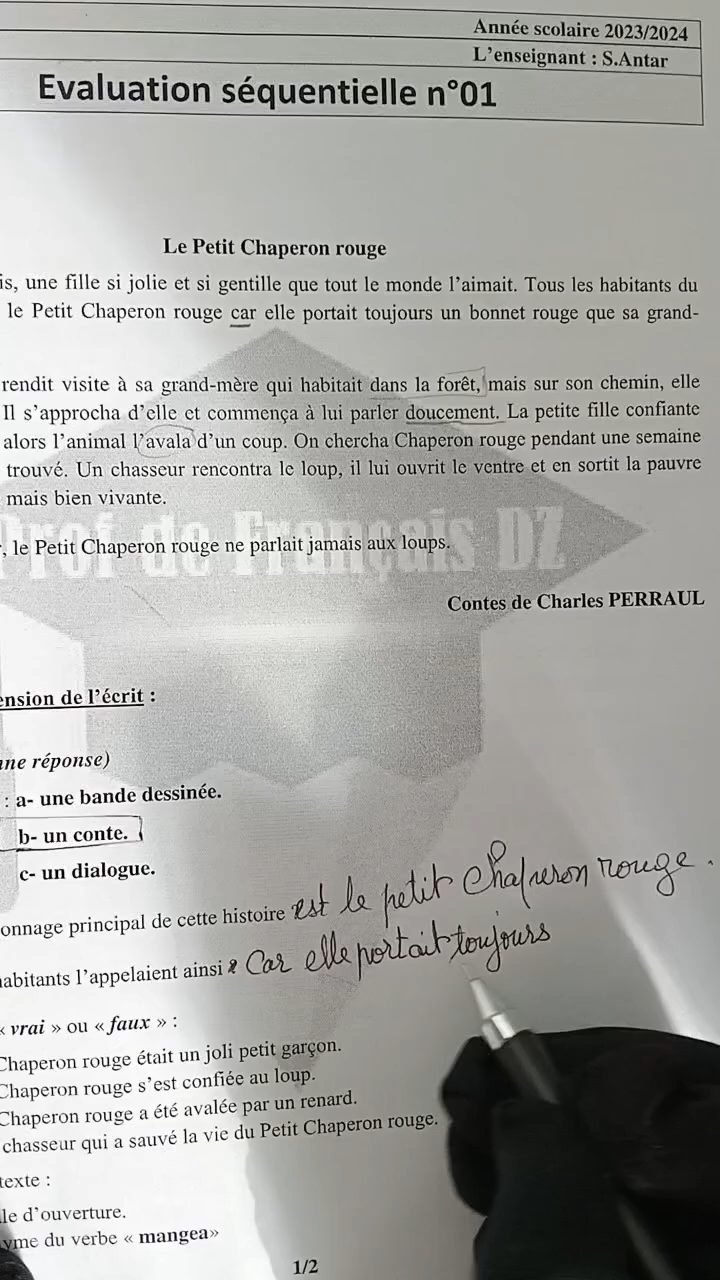 Année scolaire 2023/2024
L'enseignant : S.Antar
Evaluation séquentielle n°01
Le Petit Chaperon rouge
is, une fille si jolie et si gentille que tout le monde l'aimait. Tous les habitants du
le Petit Chaperon rouge car elle portait toujours un bonnet rouge que sa grand-
rendit visite à sa grand-mère qui habitait dans la forêt, mais sur son chemin, elle
Il s'approcha d'elle et commença à lui parler doucement. La petite fille confiante
alors l'animal l'avala d'un coup. On chercha Chaperon rouge pendant une semaine
trouvé. Un chasseur rencontra le loup, il lui ouvrit le ventre et en sortit la pauvre
mais bien vivante.
Prof de Français DZ
, le Petit Chaperon rouge ne parlait jamais aux loups.
Contes de Charles PERRAUL
ension de l'écrit :
une réponse)
: a- une bande dessinée.
b- un conte.
c- un dialogue.
onnage principal de cette histoire est le petit chaperon rouge.
habitants l'appelaient ainsi : Car elle portait toujours
« vrai » ou « faux » :
Chaperon rouge était un joli petit garçon.
Chaperon rouge s'est confiée au loup.
Chaperon rouge a été avalée par un renard.
chasseur qui a sauvé la vie du Petit Chaperon rouge.
texte :
le d'ouverture.
yme du verbe « mangea»
1/2